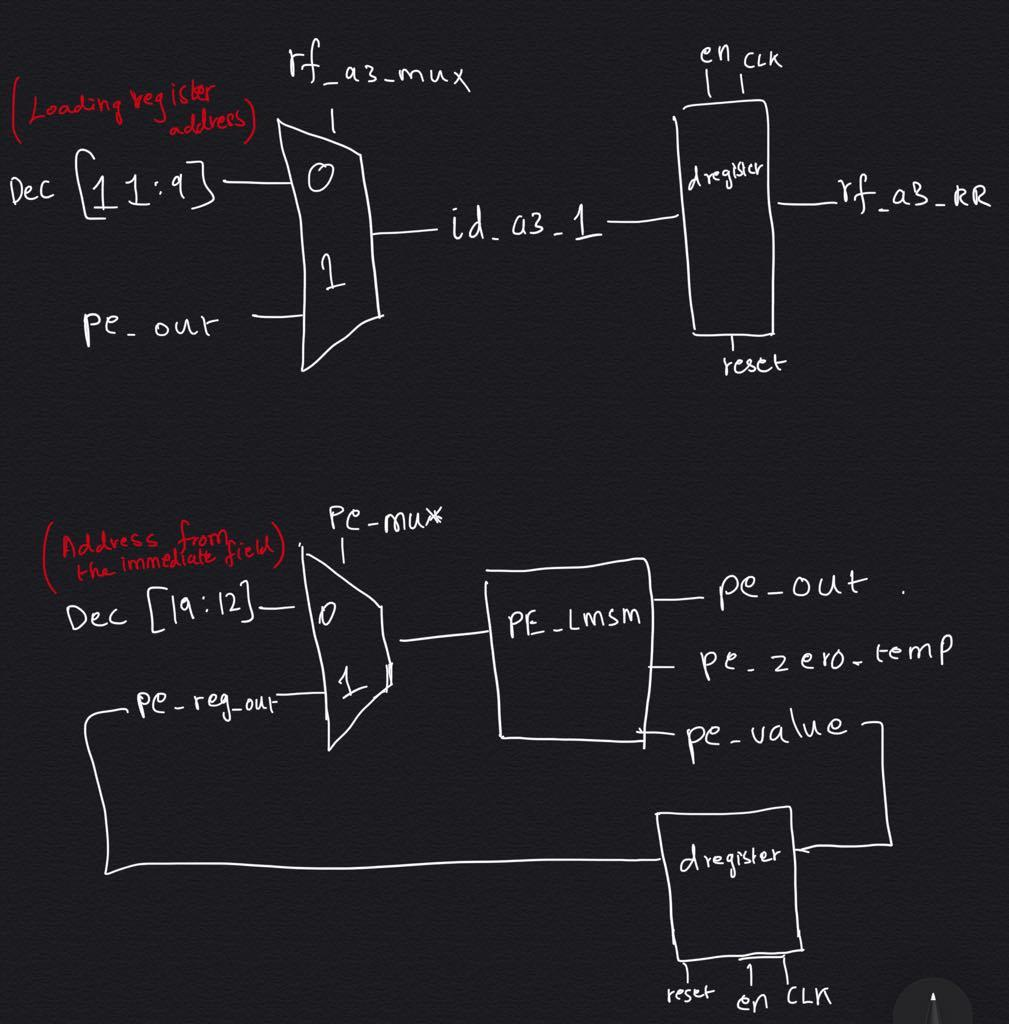 rf_a3_mux
en CLK
(Loading register
address)
Dec [11:9]
0
dregister
rf_a3_RR
id_a3_1
1
pe_out
reset
Pe-mux
(Address from
the immediate field)
Dec [19:12]
0
PE_Lmsm
pe_out .
pe_zero_temp
1
pe_reg_out
pe_value
dregister
reset en CLK